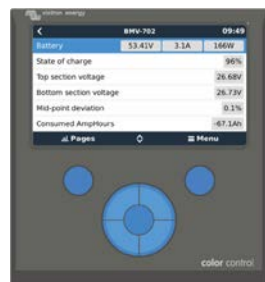 victron energy
BMV-702 09:49
Battery 53.41V 3.1A 166W
State of charge 96%
Top section voltage 26.68V
Bottom section voltage 26.73V
Mid-point deviation 0.1%
Consumed AmpHours -67.1Ah
Pages Menu
color control